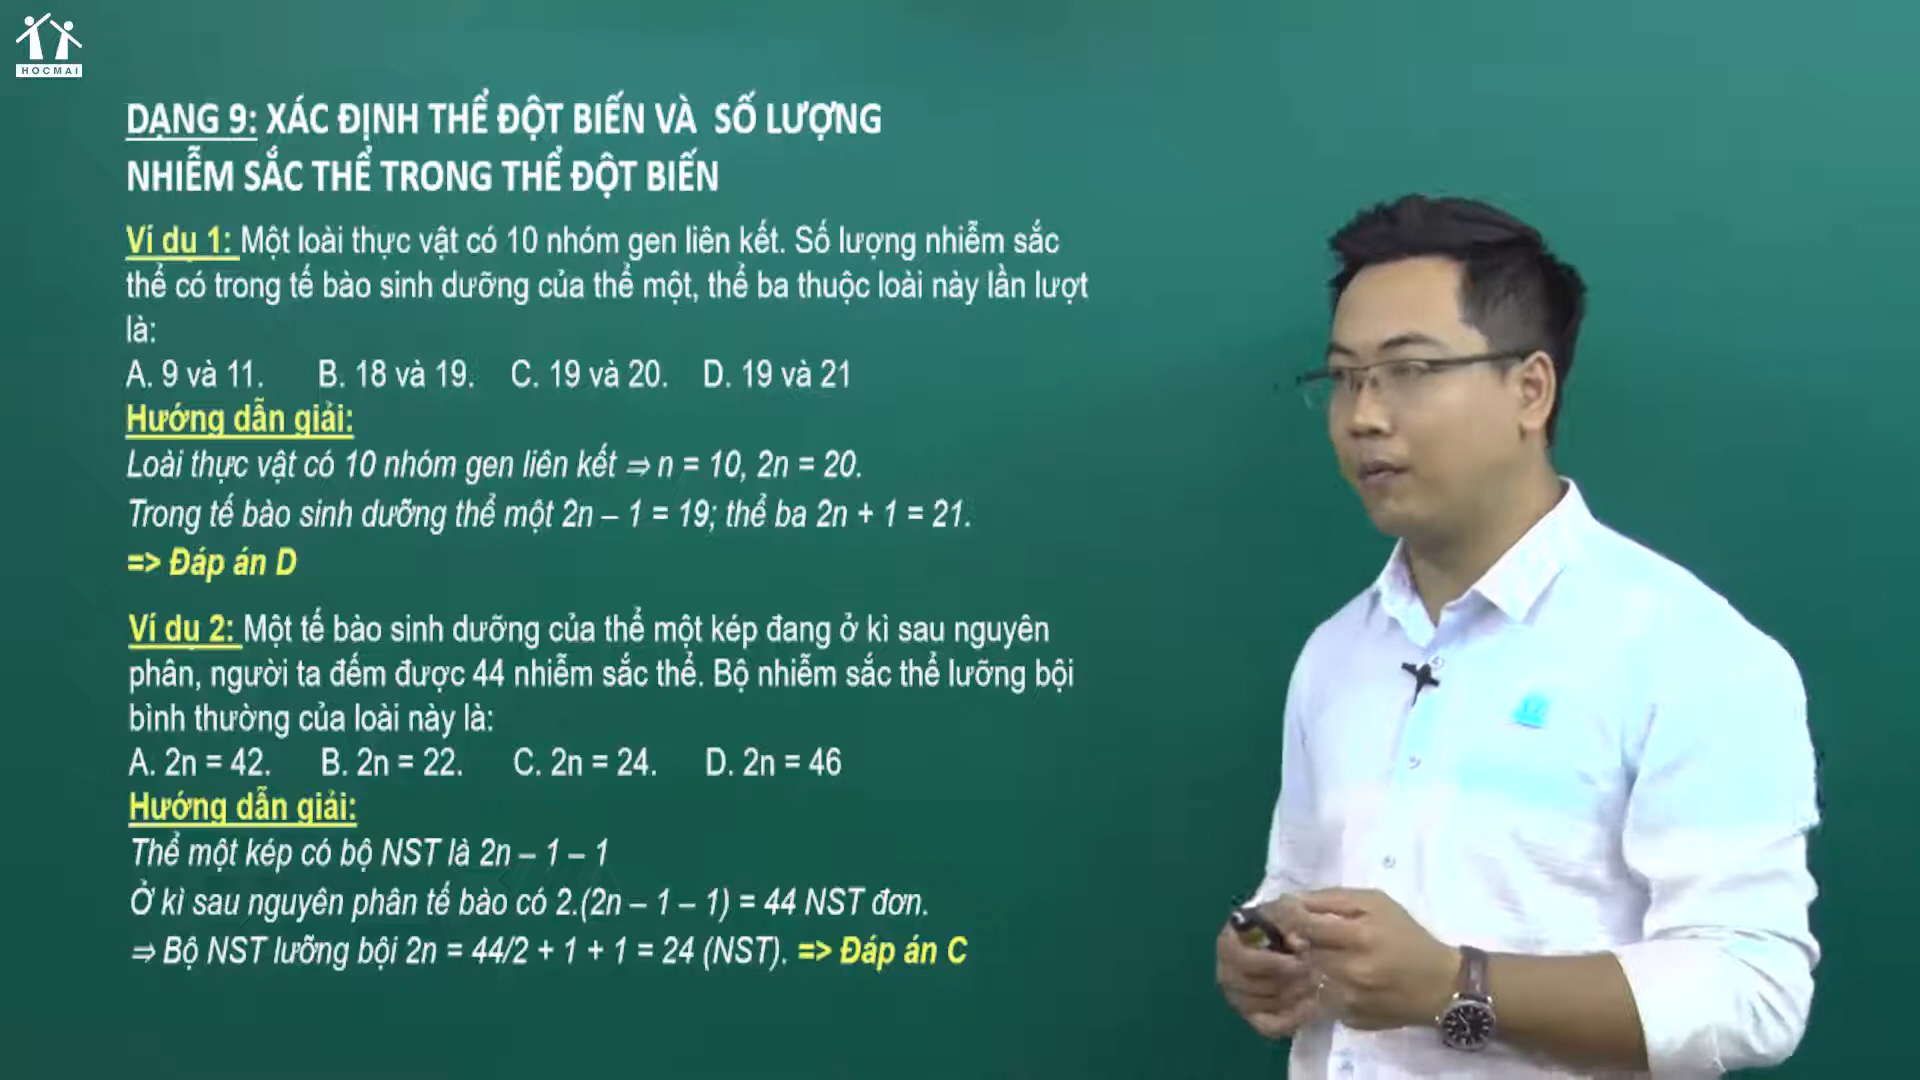 HOCMAI
DẠNG 9: XÁC ĐỊNH THỂ ĐỘT BIẾN VÀ SỐ LƯỢNG
NHIỄM SẮC THỂ TRONG THỂ ĐỘT BIẾN
Ví dụ 1: Một loài thực vật có 10 nhóm gen liên kết. Số lượng nhiễm sắc
thể có trong tế bào sinh dưỡng của thể một, thể ba thuộc loài này lần lượt
là:
A. 9 và 11. B. 18 và 19. C. 19 và 20. D. 19 và 21
Hướng dẫn giải:
Loài thực vật có 10 nhóm gen liên kết ⇒ n = 10, 2n = 20.
Trong tế bào sinh dưỡng thể một 2n – 1 = 19; thể ba 2n + 1 = 21.
=> Đáp án D
Ví dụ 2: Một tế bào sinh dưỡng của thể một kép đang ở kì sau nguyên
phân, người ta đếm được 44 nhiễm sắc thể. Bộ nhiễm sắc thể lưỡng bội
bình thường của loài này là:
A. 2n = 42. B. 2n = 22. C. 2n = 24. D. 2n = 46
Hướng dẫn giải:
Thể một kép có bộ NST là 2n – 1 – 1
Ở kì sau nguyên phân tế bào có 2.(2n – 1 – 1) = 44 NST đơn.
⇒ Bộ NST lưỡng bội 2n = 44/2 + 1 + 1 = 24 (NST). => Đáp án C